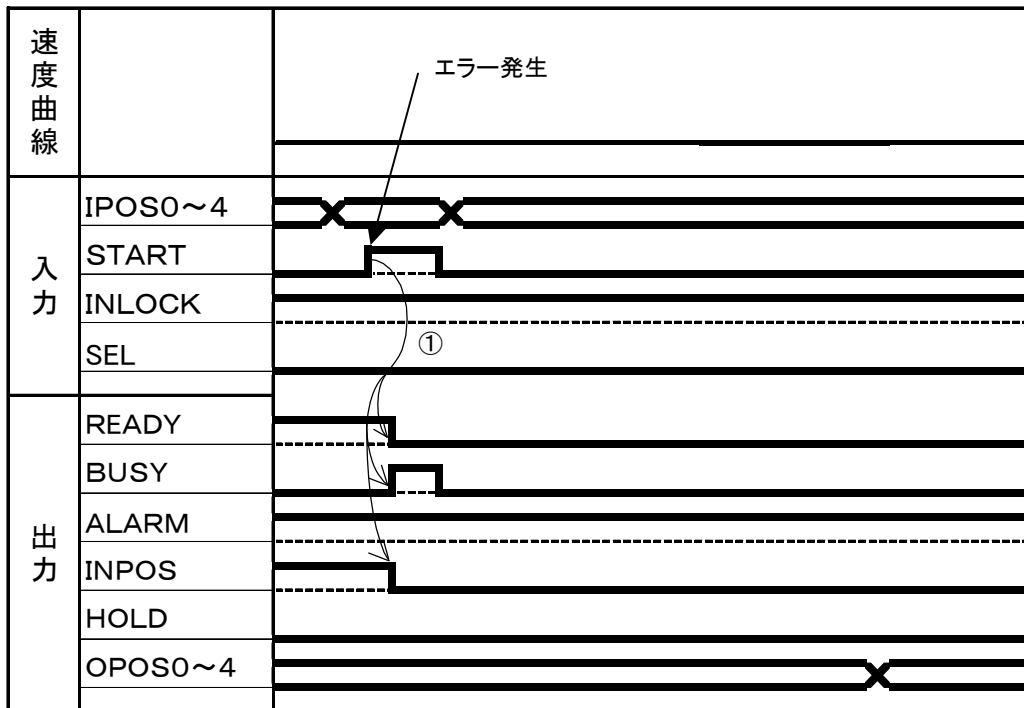 速度曲線
エラー発生
入力
IPOS0～4
START
INLOCK
SEL
①
出力
READY
BUSY
ALARM
INPOS
HOLD
OPOS0～4